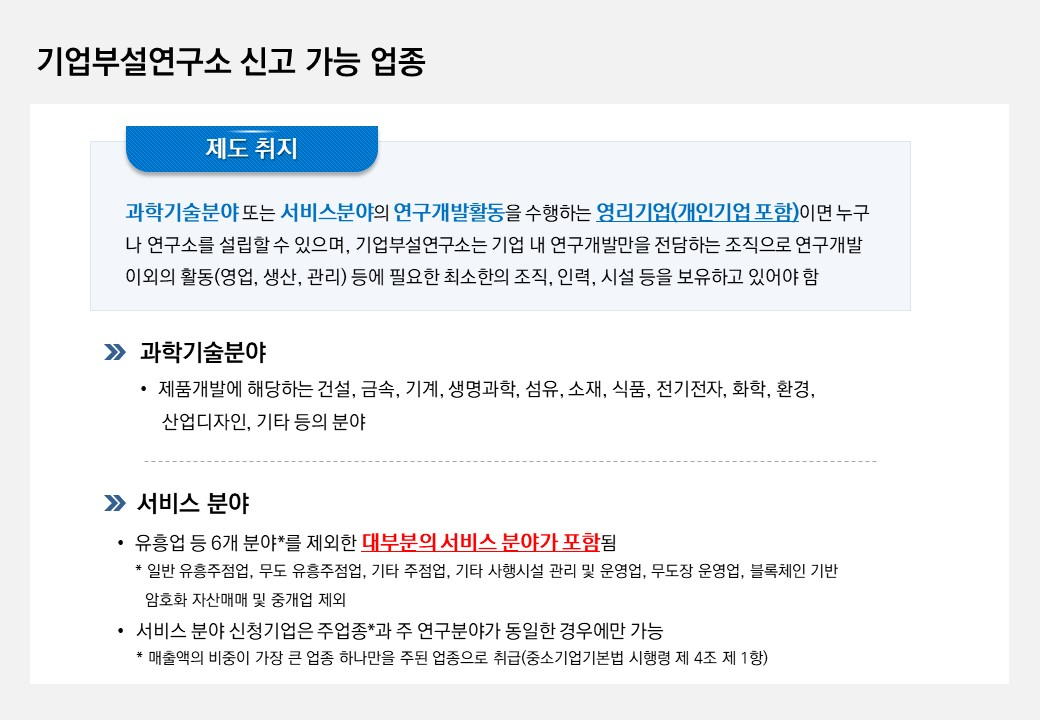 기업부설연구소 신고 가능 업종
제도 취지
과학기술분야 또는 서비스분야의 연구개발활동을 수행하는 영리기업(개인기업 포함)이면 누구
나 연구소를 설립할 수 있으며, 기업부설연구소는 기업 내 연구개발만을 전담하는 조직으로 연구개발
이외의 활동(영업, 생산, 관리) 등에 필요한 최소한의 조직, 인력, 시설 등을 보유하고 있어야 함
과학기술분야
• 제품개발에 해당하는 건설, 금속, 기계, 생명과학, 섬유, 소재, 식품, 전기전자, 화학, 환경,
산업디자인, 기타 등의 분야
서비스 분야
• 유흥업 등 6개 분야*를 제외한 대부분의 서비스 분야가 포함됨
* 일반 유흥주점업, 무도 유흥주점업, 기타 주점업, 기타 사행시설 관리 및 운영업, 무도장 운영업, 블록체인 기반
암호화 자산매매 및 중개업 제외
• 서비스 분야 신청기업은 주업종*과 주 연구분야가 동일한 경우에만 가능
* 매출액의 비중이 가장 큰 업종 하나만을 주된 업종으로 취급(중소기업기본법 시행령 제 4조 제 1항)